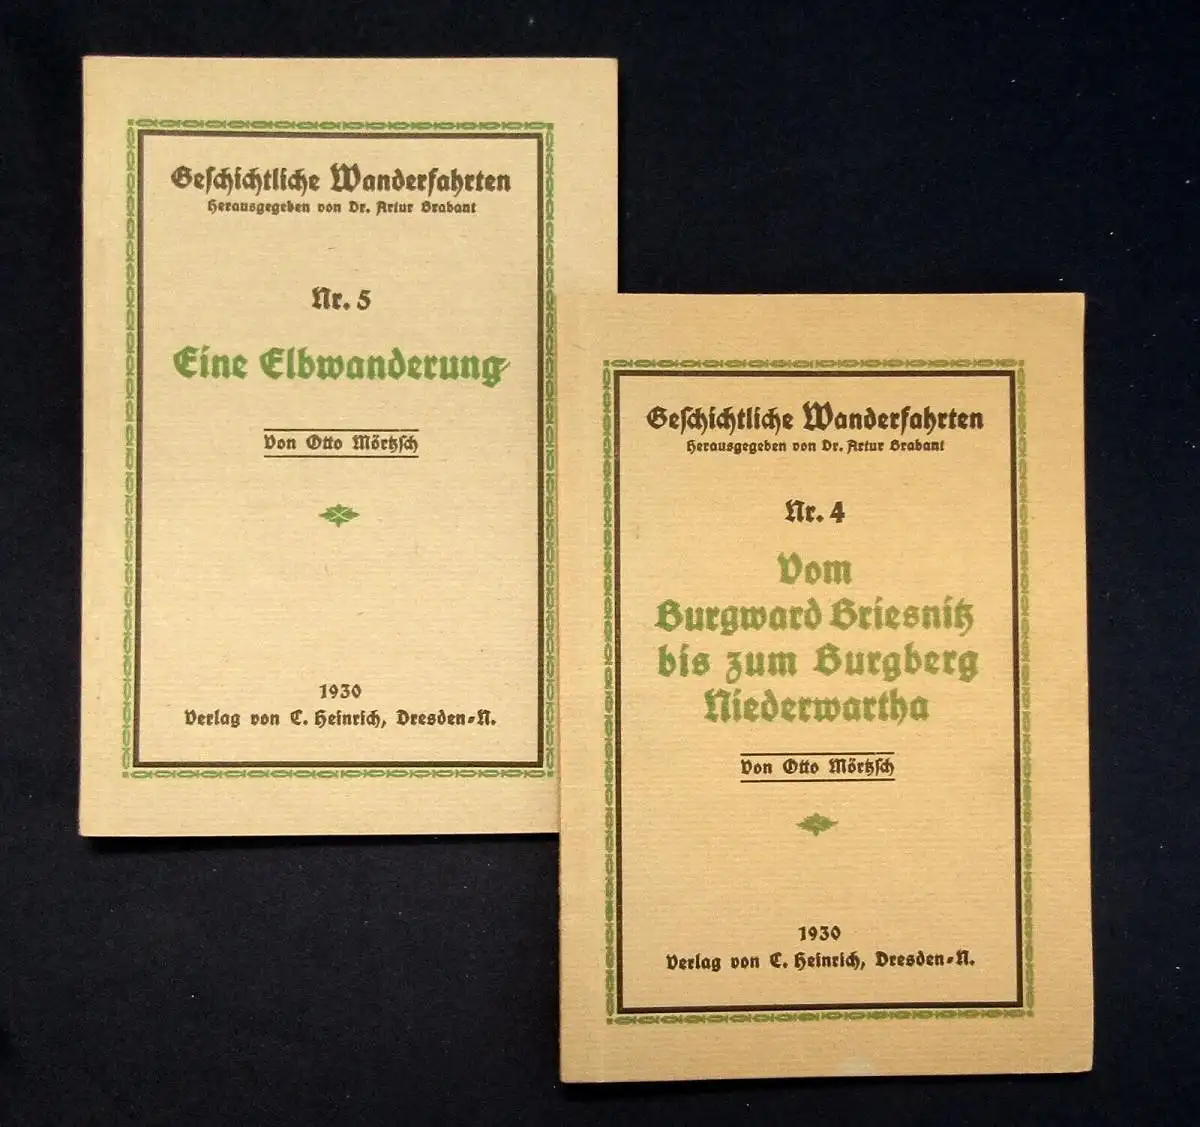 Geschichtliche Wanderfahrten
Herausgegeben von Dr. Artur Brabant
Nr. 5
Eine Elbwanderung
Von Otto Mörtzsch
1930
Verlag von C. Heinrich, Dresden-N.
Geschichtliche Wanderfahrten
Herausgegeben von Dr. Artur Brabant
Nr. 4
Vom
Burgward Briesnitz
bis zum Burgberg
Niederwartha
Von Otto Mörtzsch
1930
Verlag von C. Heinrich, Dresden-N.